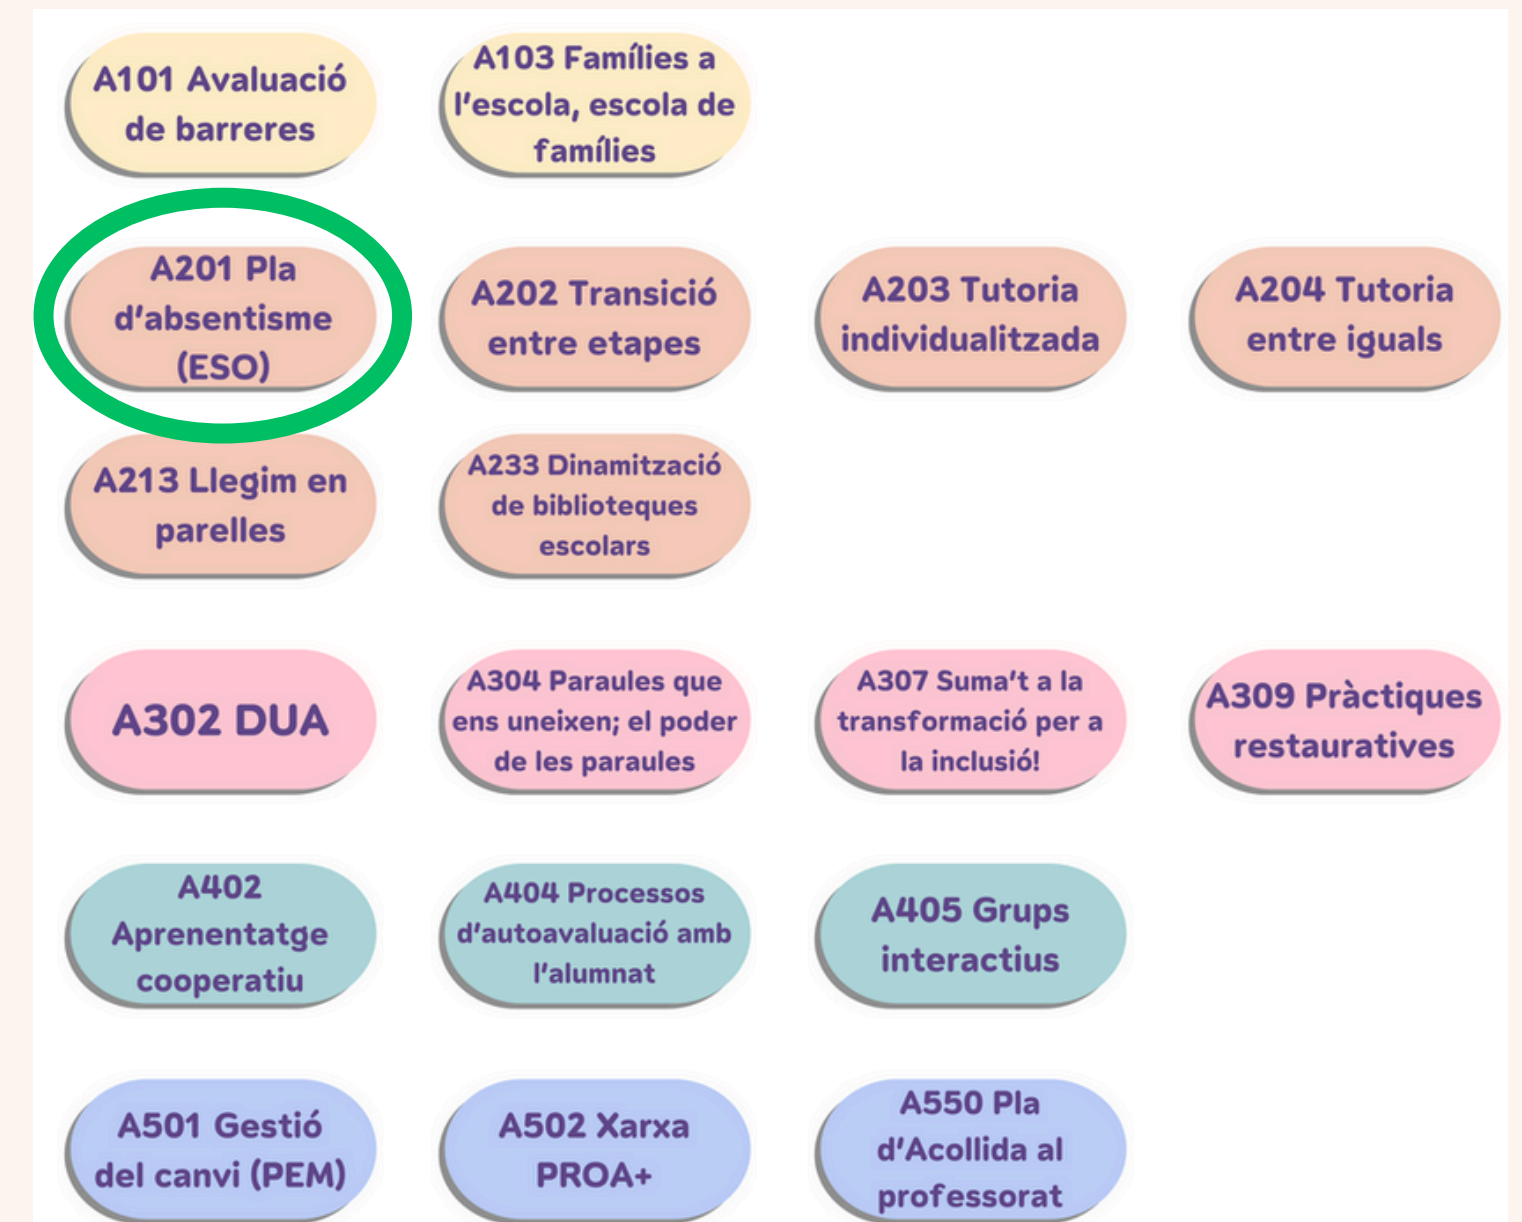 A101 Avaluació
de barreres
A103 Famílies a
l'escola, escola de
famílies
A201 Pla
d'absentisme
(ESO)
A202 Transició
entre etapes
A203 Tutoria
individualitzada
A204 Tutoria
entre iguals
A213 Llegim en
parelles
A233 Dinamització
de biblioteques
escolars
A302 DUA
A304 Paraules que
ens uneixen; el poder
de les paraules
A307 Suma't a la
transformació per a
la inclusió!
A309 Pràctiques
restauratives
A402
Aprenentatge
cooperatiu
A404 Processos
d'autoavaluació amb
l'alumnat
A405 Grups
interactius
A501 Gestió
del canvi (PEM)
A502 Xarxa
PROA+
A550 Pla
d'Acollida al
professorat